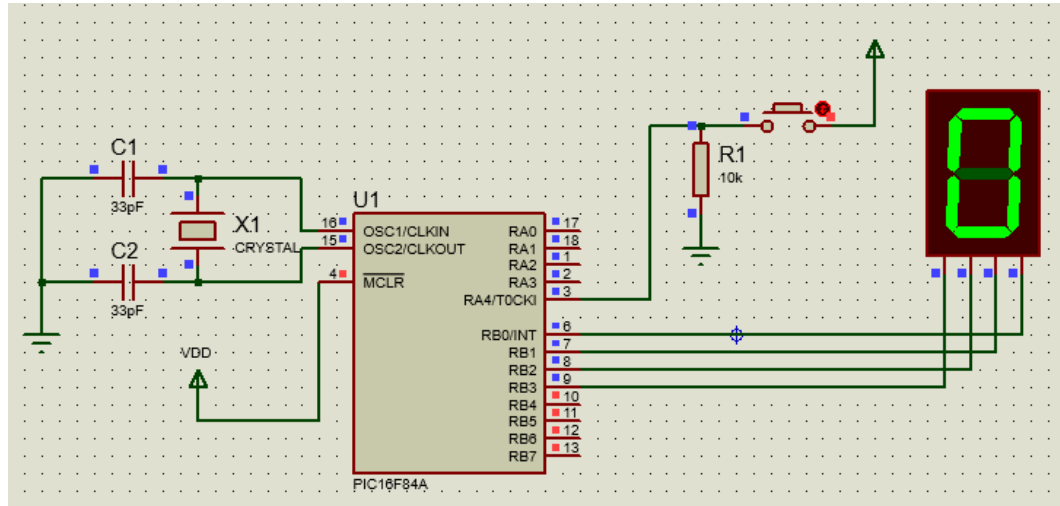 C1
33pF
X1
CRYSTAL
C2
33pF
VDD
U1
16
15
4
OSC1/CLKIN
OSC2/CLKOUT
MCLR
RA0
RA1
RA2
RA3
RA4/T0CKI
RB0/INT
RB1
RB2
RB3
RB4
RB5
RB6
RB7
17
18
1
2
3
6
7
8
9
10
11
12
13
PIC16F84A
R1
10k
0